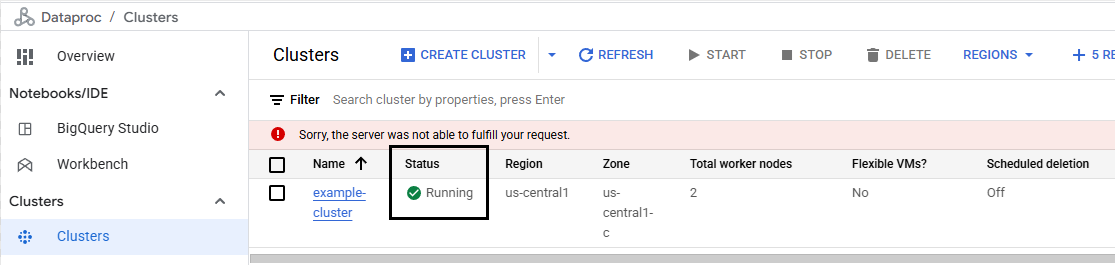 Dataproc / Clusters
Overview
Notebooks/IDE
BigQuery Studio
Workbench
Clusters
Clusters
Clusters CREATE CLUSTER REFRESH START STOP DELETE REGIONS + 5 RE
Filter Search cluster by properties, press Enter
Sorry, the server was not able to fulfill your request.
Name Status Region Zone Total worker nodes Flexible VMs? Scheduled deletion
example-
cluster
Running
us-central1
us-
central1-
c
2
No
Off